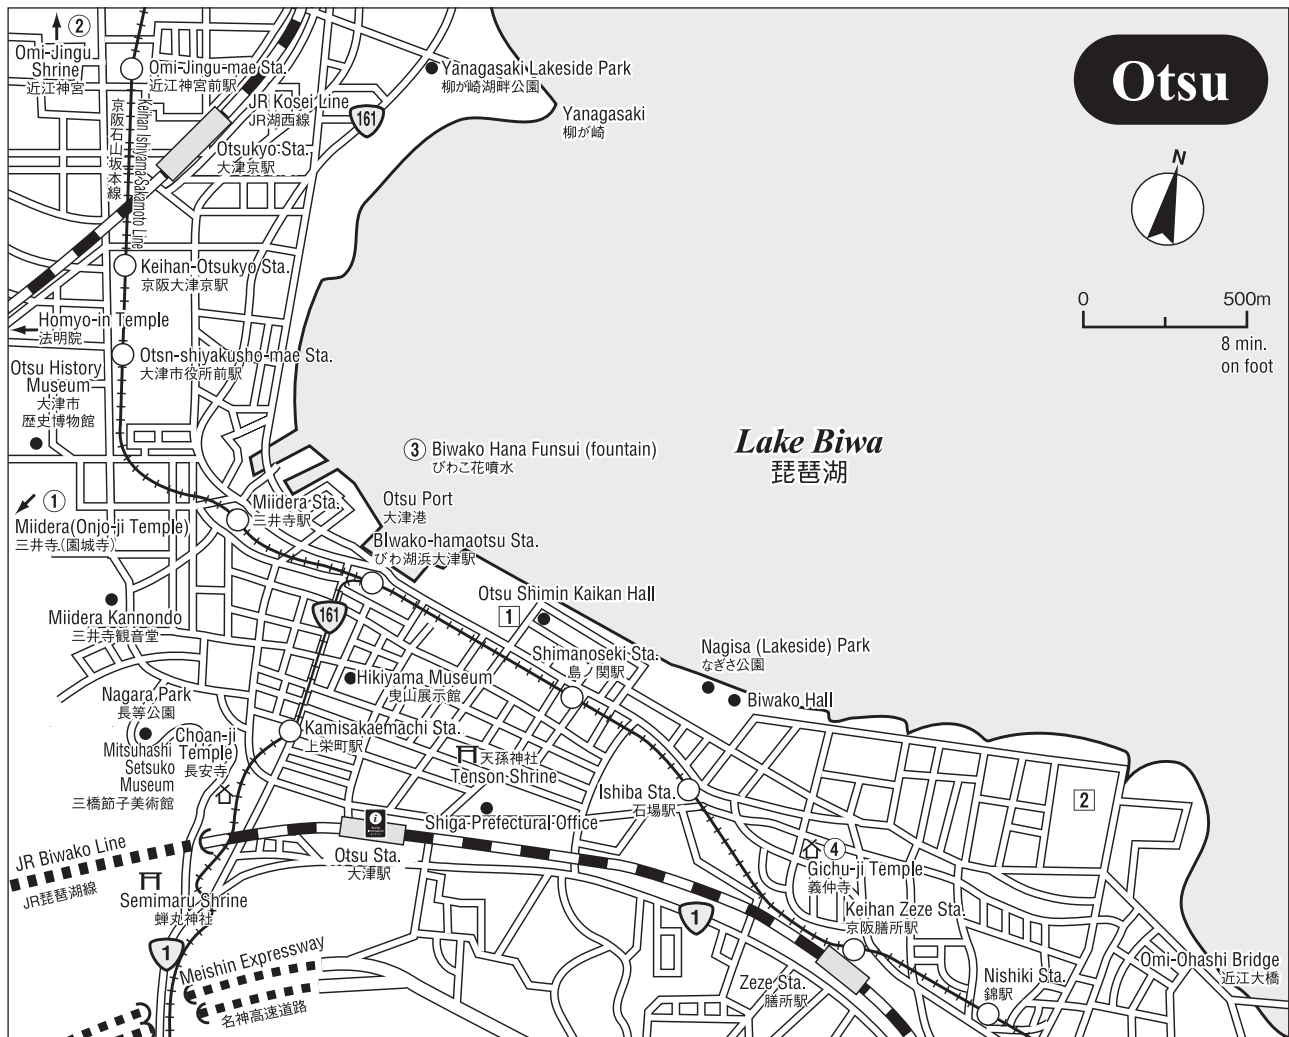 Otsu
N
0
500m
8 min.
on foot
②
Omi-Jingu
Shrine
近江神宮
Omi-Jingu-mae Sta.
近江神宮前駅
京阪石山坂本線
Keihan Ishiyama-Sakamoto Line
JR Kosei Line
JR湖西線
161
Yanagasaki Lakeside Park
柳が崎湖畔公園
Yanagasaki
柳が崎
Otsukyo Sta.
大津京駅
Keihan-Otsukyo Sta.
京阪大津京駅
Homyo-in Temple
法明院
Otsn-shiyakusho-mae Sta.
大津市役所前駅
Otsu History
Museum
大津市
歴史博物館
③ Biwako Hana Funsui (fountain)
びわこ花噴水
Lake Biwa
琵琶湖
①
Miidera(Onjo-ji Temple)
三井寺(園城寺)
Miidera Sta.
三井寺駅
Otsu Port
大津港
BIwako-hamaotsu Sta.
びわ湖浜大津駅
Otsu Shimin Kaikan Hall
1
161
Miidera Kannondo
三井寺観音堂
Shimanoseki Sta.
島ノ関駅
Nagisa (Lakeside) Park
なぎさ公園
Biwako Hall
Hikiyama Museum
曳山展示館
Nagara Park
長等公園
Mitsuhashi
Setsuko
Museum
三橋節子美術館
Choan-ji
Temple
長安寺
Kamisakaemachi Sta.
上栄町駅
天孫神社
Tenson-Shrine
Ishiba Sta.
石場駅
Shiga-Prefectural-Office
i
Otsu Sta.
大津駅
JR Biwako Line
JR琵琶湖線
Semimaru Shrine
蝉丸神社
1
Meishin Expressway
名神高速道路
1
2
④
Gichu-ji Temple
義仲寺
Keihan Zeze Sta.
京阪膳所駅
Zeze Sta.
膳所駅
Nishiki Sta.
錦駅
Omi-Ohashi Bridge
近江大橋